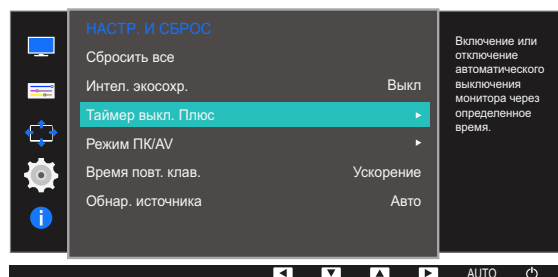 НАСТР. И СБРОС
Сбросить все
Интел. экосохр. Выкл
Таймер выкл. Плюс
Режим ПК/AV
Время повт. клав. Ускорение
Обнар. источника Авто
Включение или
отключение
автоматического
выключения
монитора через
определенное
время.
AUTO